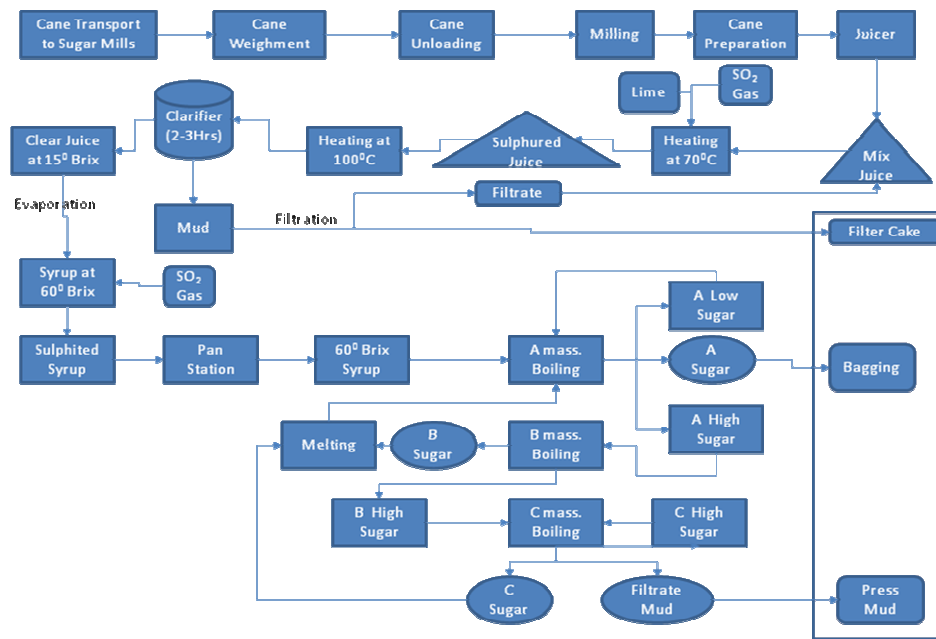 Cane Transport
to Sugar Mills
Cane
Weighment
Cane
Unloading
Milling
Cane
Preparation
Juicer
Lime
SO₂
Gas
Clarifier
(2-3Hrs)
Clear Juice
at 15⁰ Brix
Heating at
100⁰C
Sulphured
Juice
Heating
at 70⁰C
Mix
Juice
Evaporation
Mud
Filtration
Filtrate
Filter Cake
Syrup at
60⁰ Brix
SO₂
Gas
A Low
Sugar
Sulphited
Syrup
Pan
Station
60⁰ Brix
Syrup
A mass.
Boiling
A
Sugar
Bagging
Melting
B
Sugar
B mass.
Boiling
A High
Sugar
B High
Sugar
C mass.
Boiling
C High
Sugar
C
Sugar
Filtrate
Mud
Press
Mud